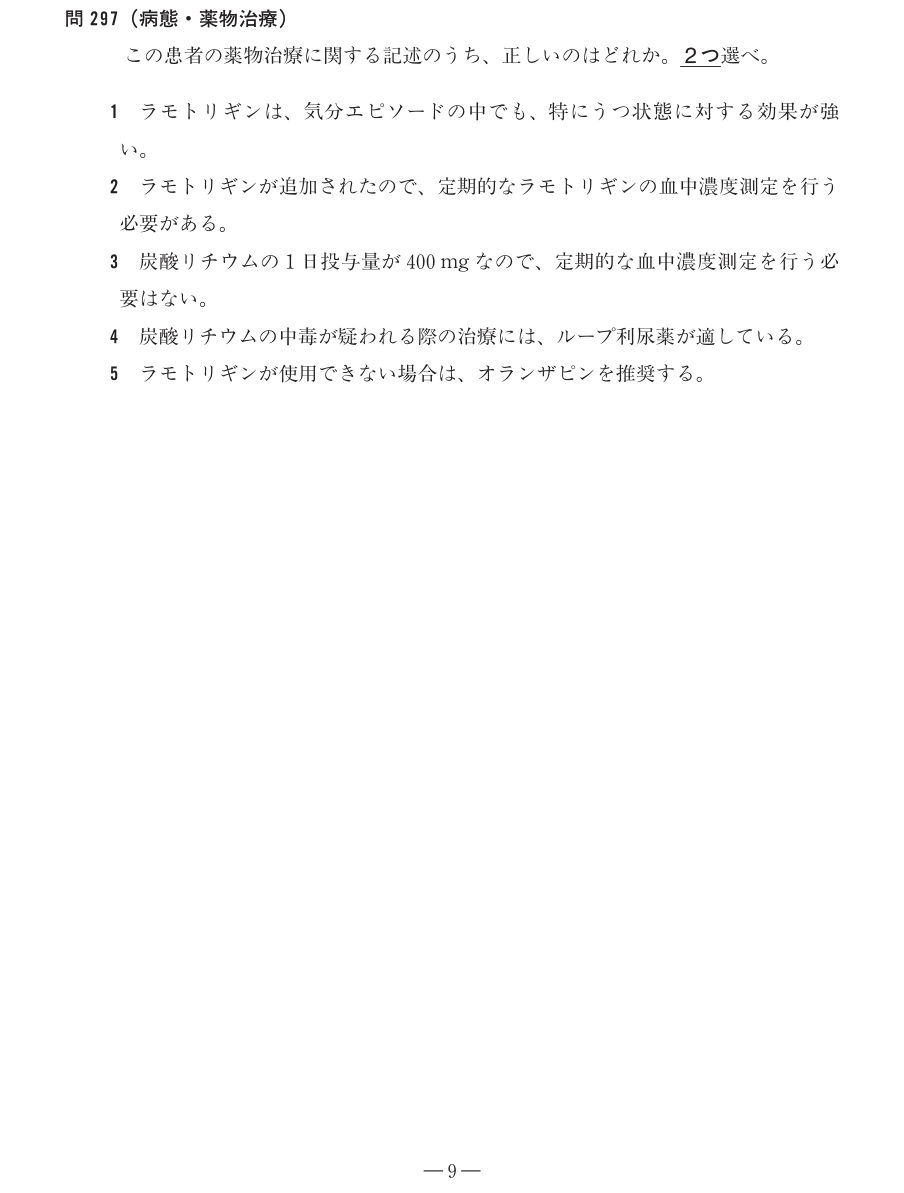 問 297（病態・薬物治療）
この患者の薬物治療に関する記述のうち、正しいのはどれか。２つ選べ。
1 ラモトリギンは、気分エピソードの中でも、特にうつ状態に対する効果が強
い。
2 ラモトリギンが追加されたので、定期的なラモトリギンの血中濃度測定を行う
必要がある。
3 炭酸リチウムの１日投与量が 400 mg なので、定期的な血中濃度測定を行う必
要はない。
4 炭酸リチウムの中毒が疑われる際の治療には、ループ利尿薬が適している。
5 ラモトリギンが使用できない場合は、オランザピンを推奨する。
― 9 ―